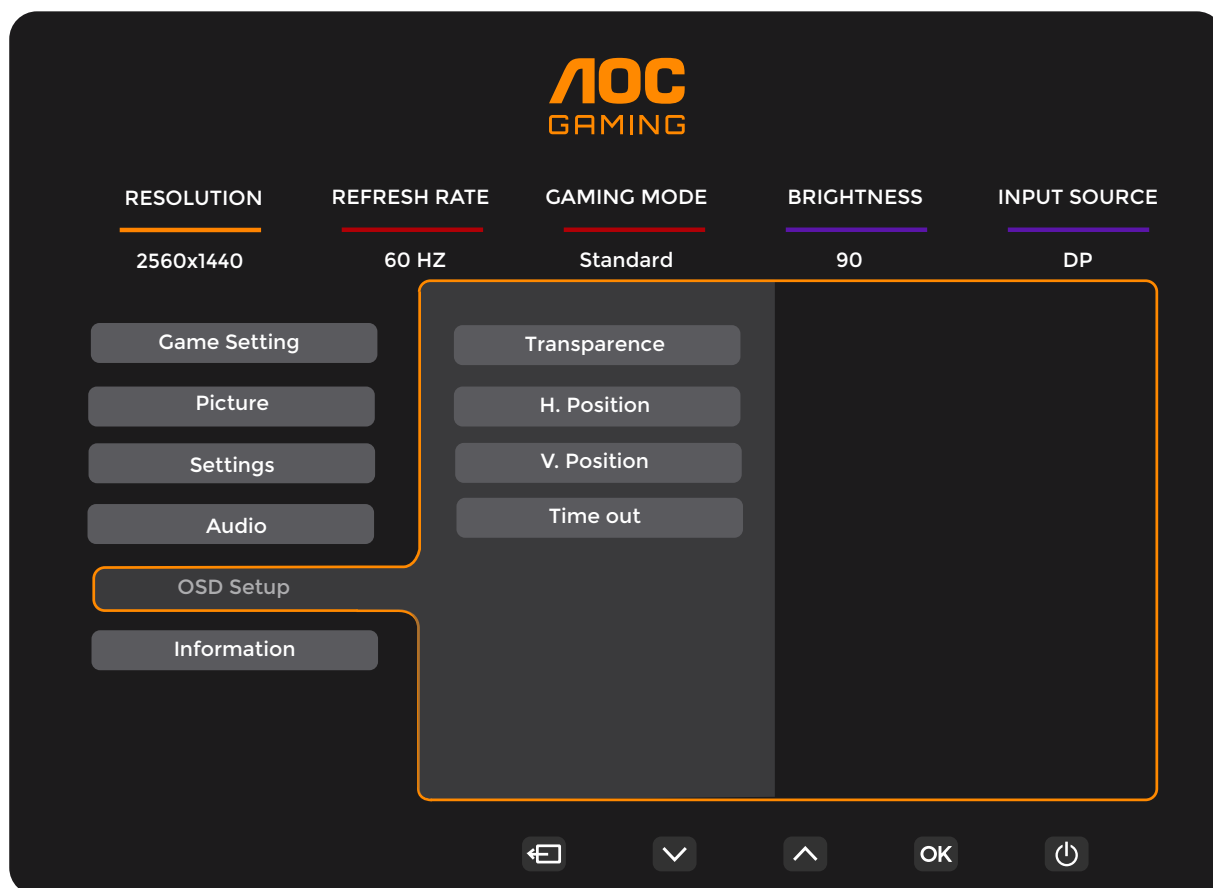 AOC
GAMING
RESOLUTION REFRESH RATE GAMING MODE BRIGHTNESS INPUT SOURCE
2560x1440 60 HZ Standard 90 DP
Game Setting
Transparence
Picture
H. Position
Settings
V. Position
Audio
Time out
OSD Setup
Information
OK